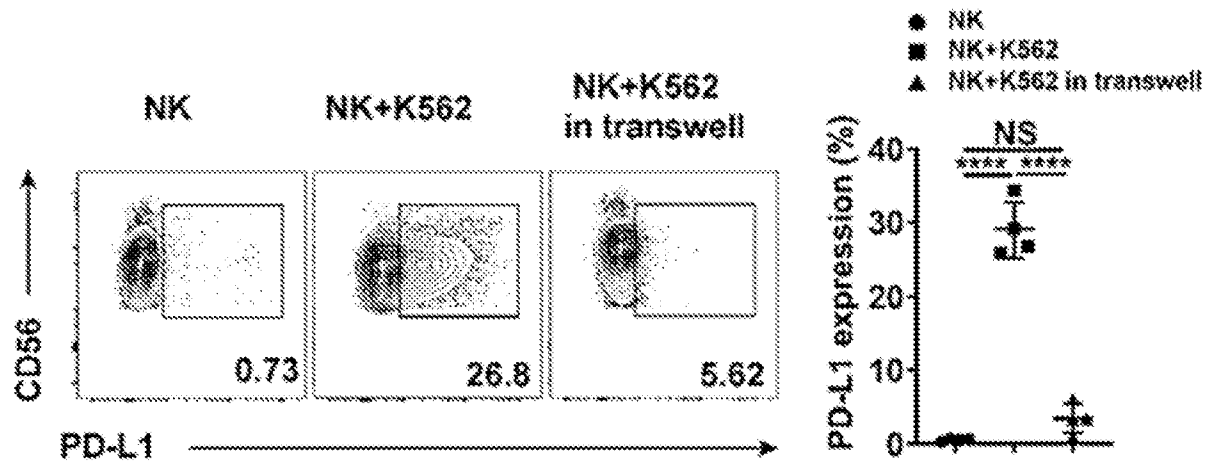 NK
NK+K562
NK+K562 in transwell
NK
NK+K562
NK+K562
in transwell
CD56
0.73
26.8
5.62
PD-L1
PD-L1 expression (%)
NS
**** ****
40
30
20
10
0